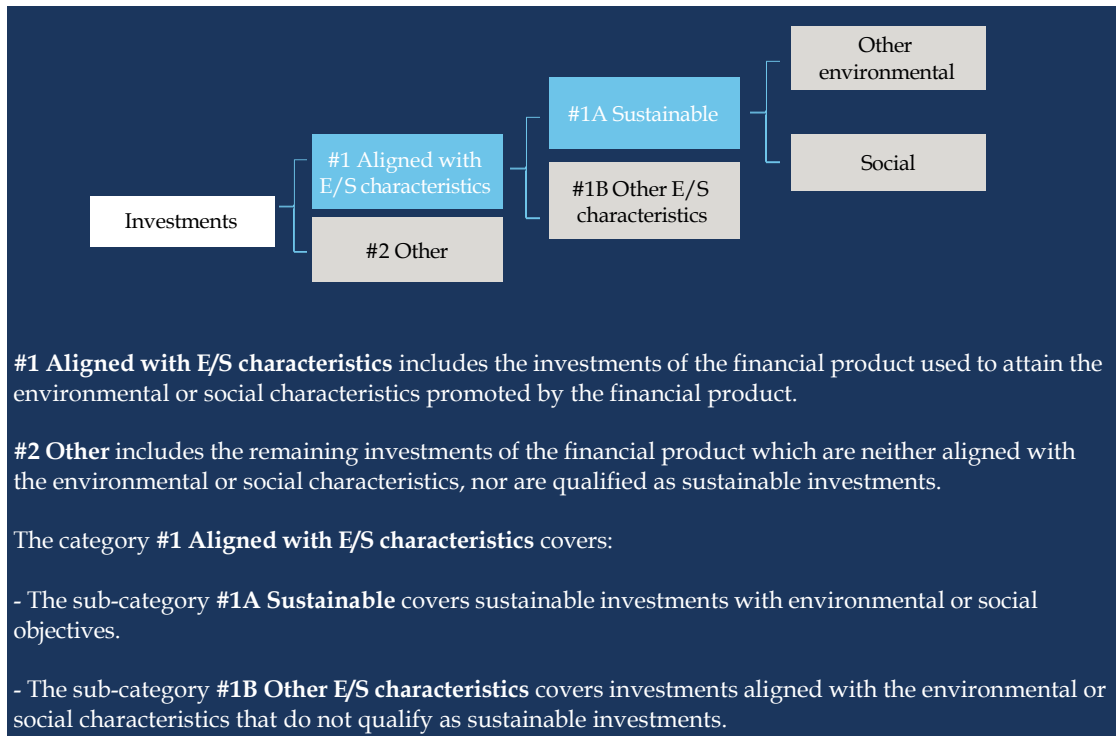 Other
environmental
#1A Sustainable
#1 Aligned with
E/S characteristics
Social
#1B Other E/S
characteristics
Investments
#2 Other
#1 Aligned with E/S characteristics includes the investments of the financial product used to attain the
environmental or social characteristics promoted by the financial product.
#2 Other includes the remaining investments of the financial product which are neither aligned with
the environmental or social characteristics, nor are qualified as sustainable investments.
The category #1 Aligned with E/S characteristics covers:
- The sub-category #1A Sustainable covers sustainable investments with environmental or social
objectives.
- The sub-category #1B Other E/S characteristics covers investments aligned with the environmental or
social characteristics that do not qualify as sustainable investments.